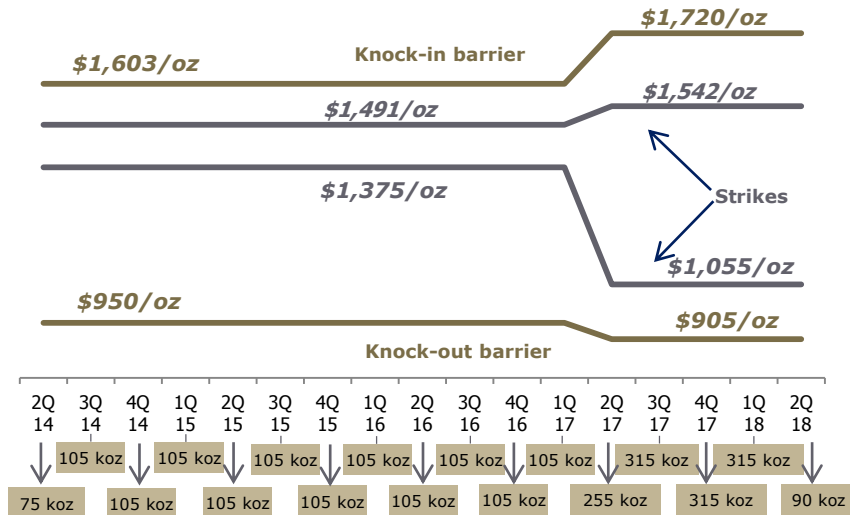 $1,720/oz
Knock-in barrier
$1,603/oz
$1,542/oz
$1,491/oz
$1,375/oz
Strikes
$1,055/oz
$950/oz
$905/oz
Knock-out barrier
2Q 3Q 4Q 1Q 2Q 3Q 4Q 1Q 2Q 3Q 4Q 1Q 2Q 3Q 4Q 1Q 2Q
14 14 14 15 15 15 15 16 16 16 16 17 17 17 17 18 18
105 koz 105 koz 105 koz 105 koz 105 koz 105 koz 315 koz 315 koz
75 koz 105 koz 105 koz 105 koz 105 koz 105 koz 255 koz 315 koz 90 koz